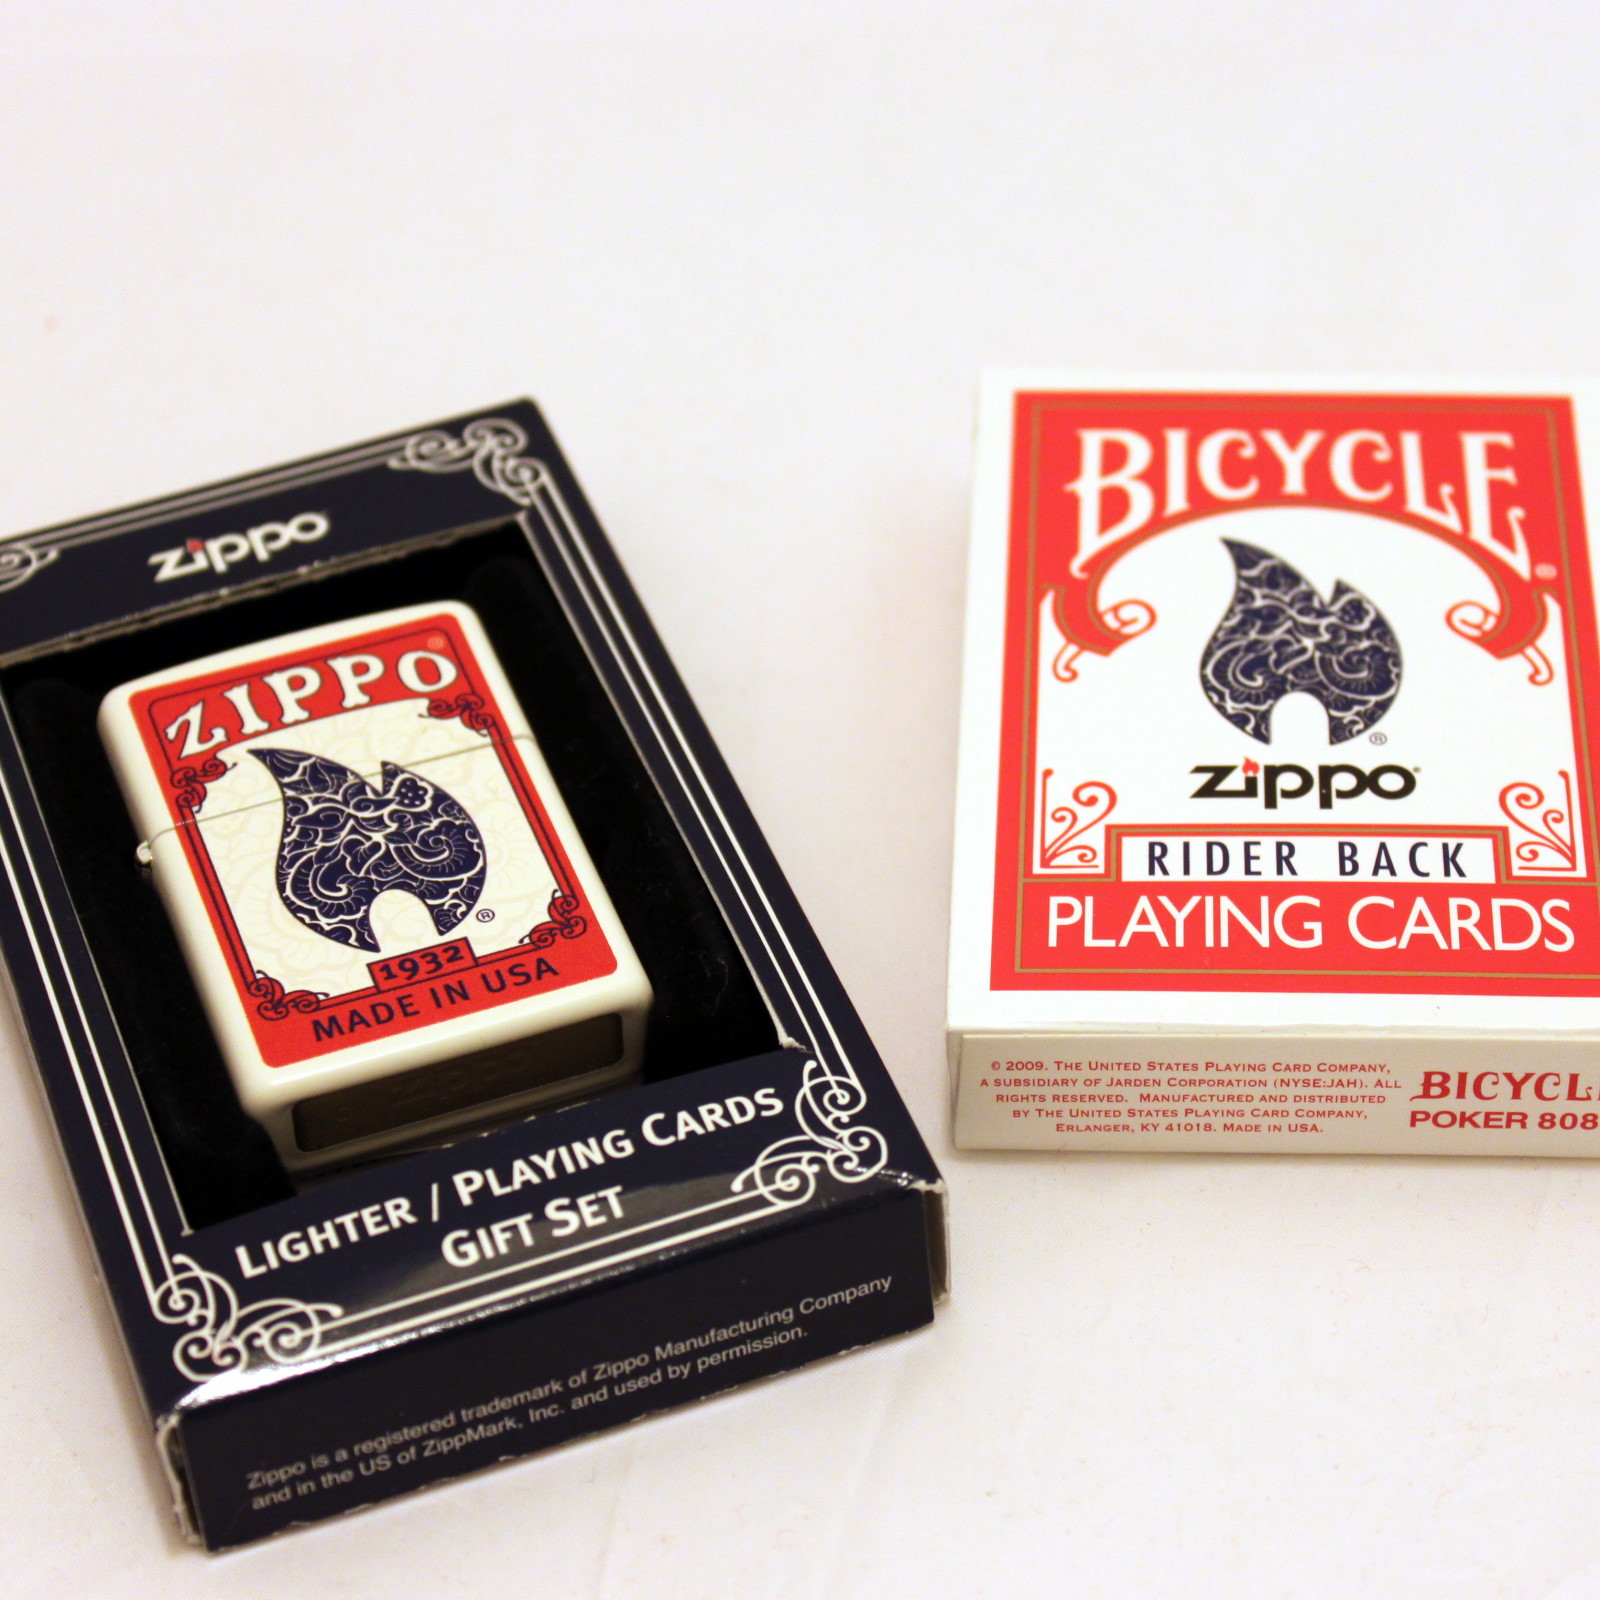 zippo
ZIPPO®
®
1932
MADE IN USA
LIGHTER / PLAYING CARDS
GIFT SET
Zippo is a registered trademark of Zippo Manufacturing Company
and in the US of ZippMark, Inc. and used by permission.
BICYCLE®
®
zippo
RIDER BACK
PLAYING CARDS
© 2009. THE UNITED STATES PLAYING CARD COMPANY,
A SUBSIDIARY OF JARDEN CORPORATION (NYSE:JAH). ALL
RIGHTS RESERVED. MANUFACTURED AND DISTRIBUTED
BY THE UNITED STATES PLAYING CARD COMPANY,
ERLANGER, KY 41018. MADE IN USA.
BICYCL
POKER 808